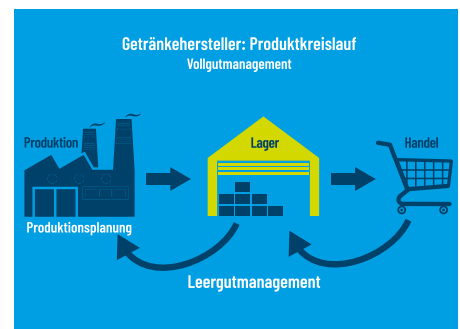 Getränkehersteller: Produktkreislauf
Vollgutmanagement
Produktion
Lager
Handel
Produktionsplanung
Leergutmanagement